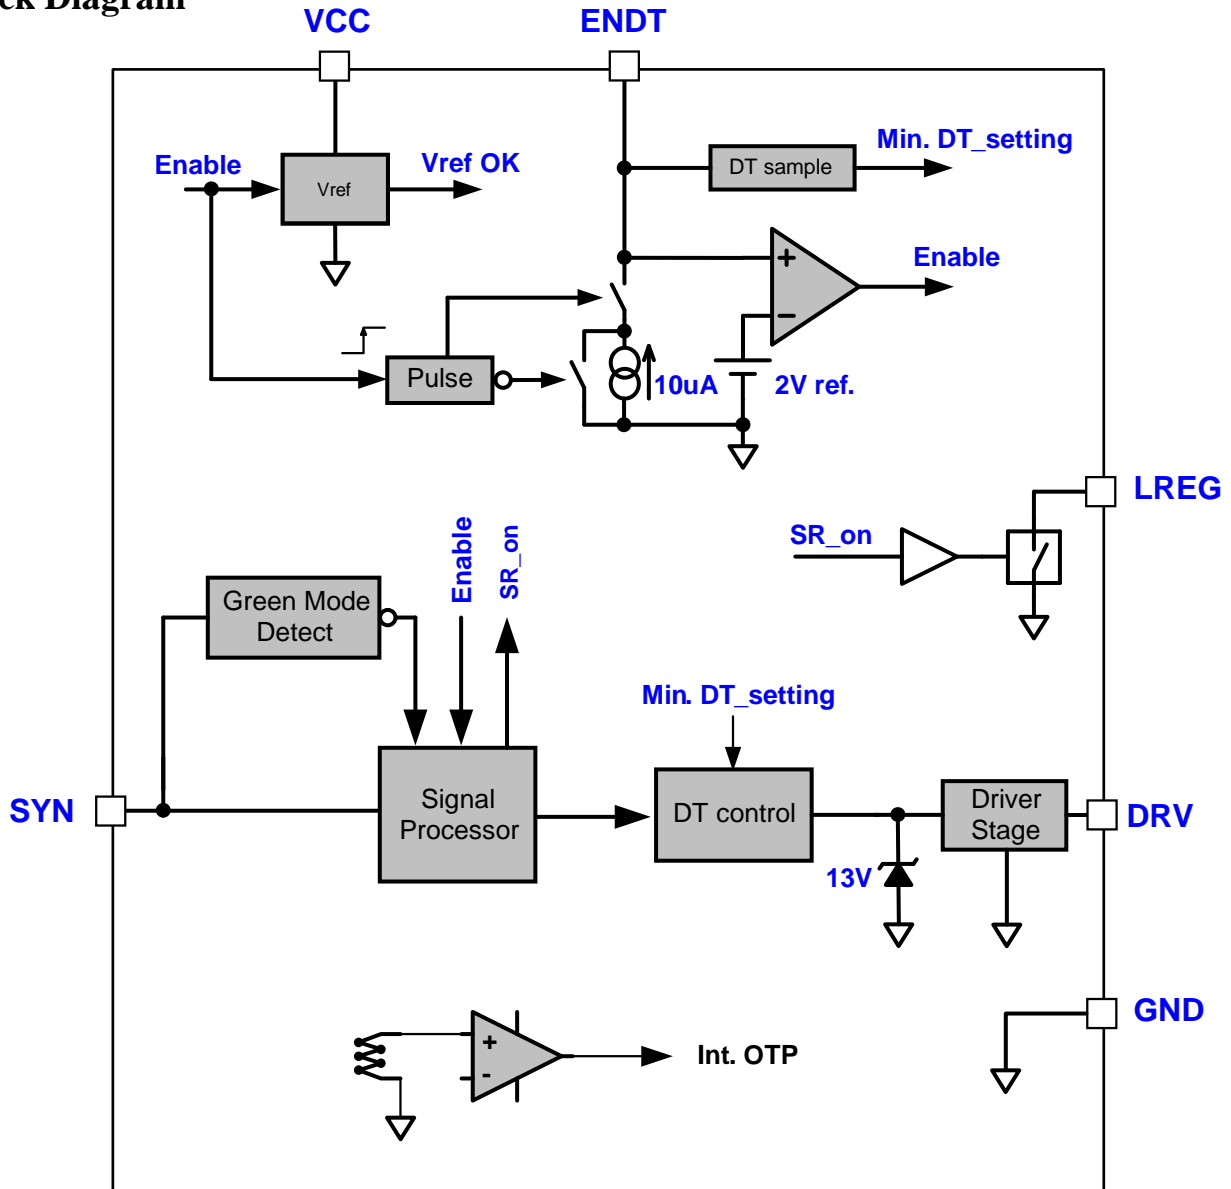 ck Diagram
VCC
ENDT
Enable
Vref
Vref OK
DT sample
Min. DT_setting
+
−
Enable
Pulse
10uA
2V ref.
LREG
SR_on
Enable
SR_on
Green Mode
Detect
Min. DT_setting
SYN
Signal
Processor
DT control
Driver
Stage
DRV
13V
GND
+
-
Int. OTP